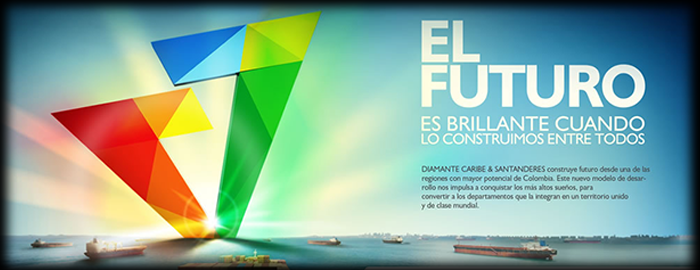 EL
FUTURO
ES BRILLANTE CUANDO
LO CONSTRUIMOS ENTRE TODOS
DIAMANTE CARIBE & SANTANDERES construye futuro desde una de las
regiones con mayor potencial de Colombia. Este nuevo modelo de desar-
rollo nos impulsa a conquistar los más altos sueños, para
convertir a los departamentos que la integran en un territorio unido
y de clase mundial.